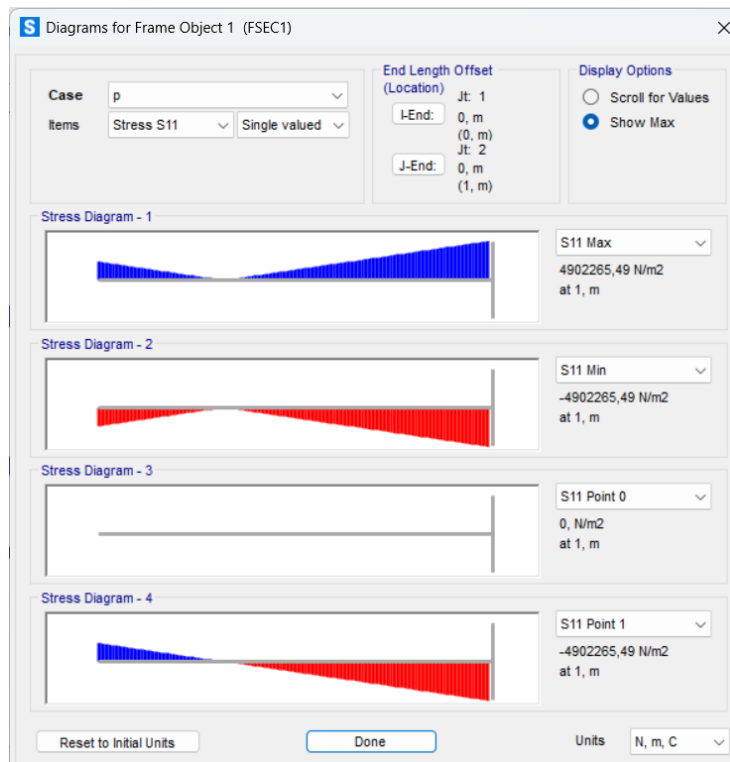 S Diagrams for Frame Object 1 (FSEC1)
Case p
Items Stress S11 Single valued
End Length Offset
(Location)
I-End: Jt: 1
0, m
(0, m)
J-End: Jt: 2
0, m
(1, m)
Display Options
Scroll for Values
Show Max
Stress Diagram - 1
S11 Max
4902265,49 N/m2
at 1, m
Stress Diagram - 2
S11 Min
-4902265,49 N/m2
at 1, m
Stress Diagram - 3
S11 Point 0
0, N/m2
at 1, m
Stress Diagram - 4
S11 Point 1
-4902265,49 N/m2
at 1, m
Reset to Initial Units
Done
Units N, m, C